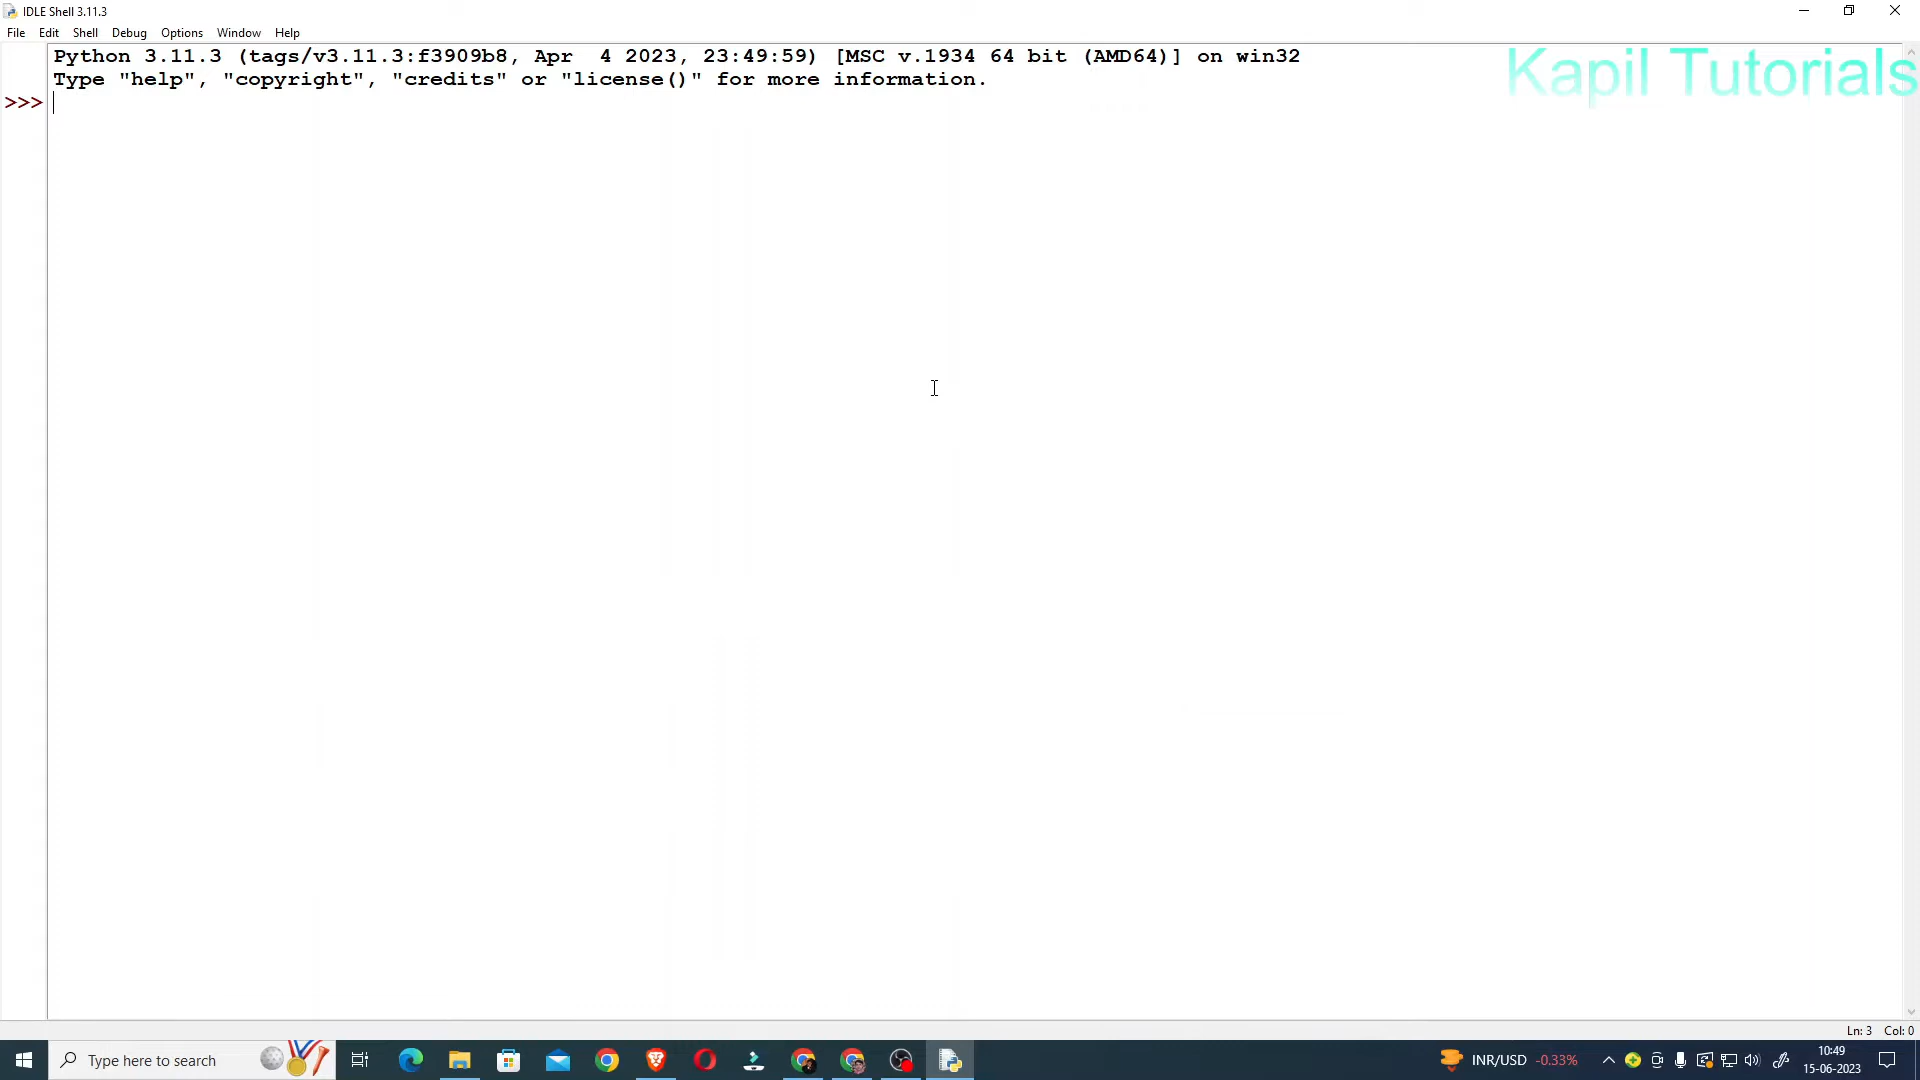 IDLE Shell 3.11.3
File Edit Shell Debug Options Window Help
Python 3.11.3 (tags/v3.11.3:f3909b8, Apr  4 2023, 23:49:59) [MSC v.1934 64 bit (AMD64)] on win32
Type "help", "copyright", "credits" or "license()" for more information.
>>>
Kapil Tutorials
Ln: 3 Col: 0
Type here to search
INR/USD -0.33%
10:49
15-06-2023